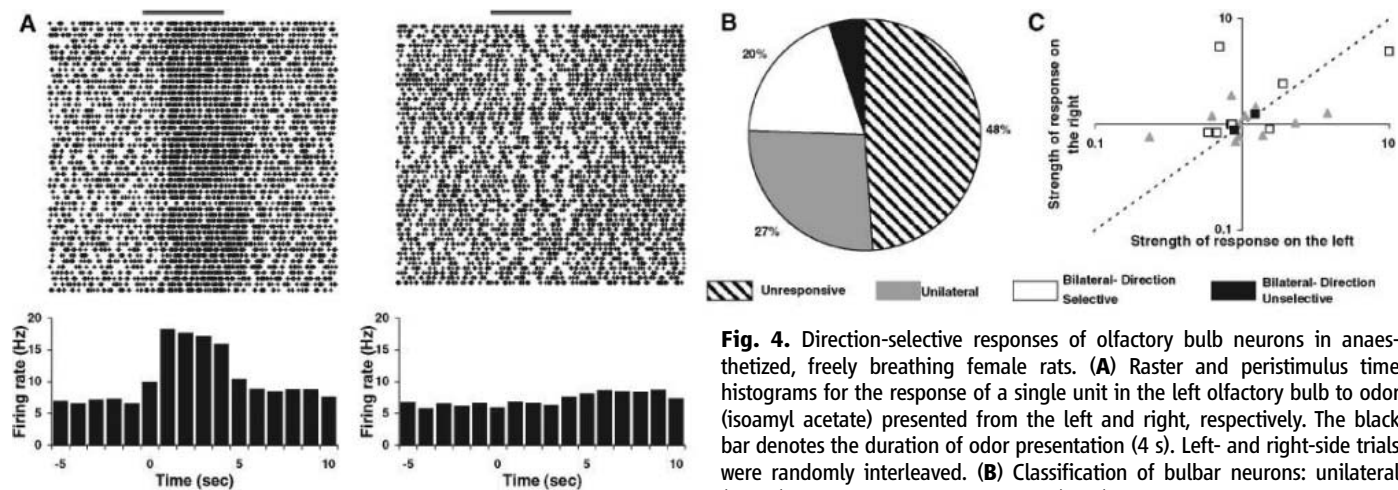 A
Firing rate (Hz)
20
15
10
5
0
-5 0 5 10
Time (sec)
Firing rate (Hz)
20
15
10
5
0
-5 0 5 10
Time (sec)
B
20%
48%
27%
C
10
Strength of response on
the right
0.1
10
0.1
Strength of response on the left
Unresponsive
Unilateral
Bilateral- Direction
Selective
Bilateral- Direction
Unselective
Fig. 4. Direction-selective responses of olfactory bulb neurons in anaes-
thetized, freely breathing female rats. (A) Raster and peristimulus time
histograms for the response of a single unit in the left olfactory bulb to odor
(isoamyl acetate) presented from the left and right, respectively. The black
bar denotes the duration of odor presentation (4 s). Left- and right-side trials
were randomly interleaved. (B) Classification of bulbar neurons: unilateral